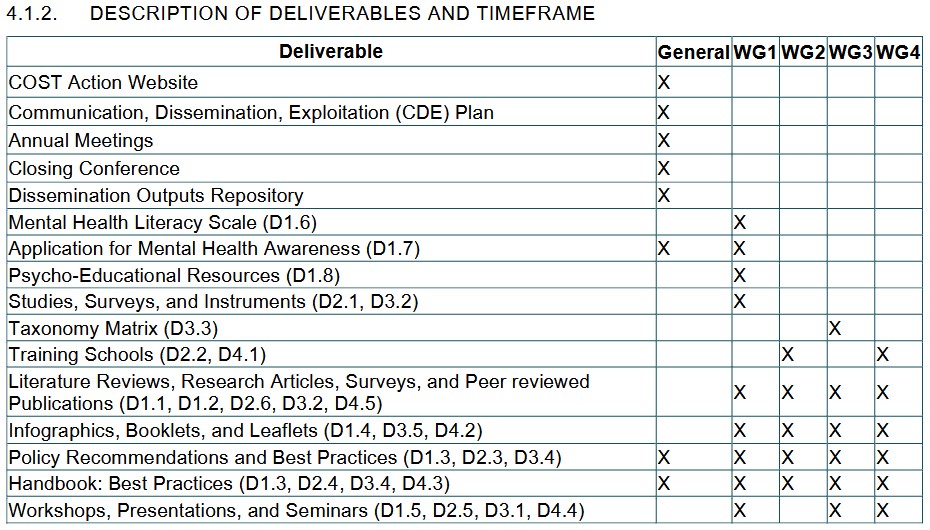 4.1.2. DESCRIPTION OF DELIVERABLES AND TIMEFRAME
Deliverable General WG1 WG2 WG3 WG4
COST Action Website X
Communication, Dissemination, Exploitation (CDE) Plan X
Annual Meetings X
Closing Conference X
Dissemination Outputs Repository X
Mental Health Literacy Scale (D1.6) X
Application for Mental Health Awareness (D1.7) X X
Psycho-Educational Resources (D1.8) X
Studies, Surveys, and Instruments (D2.1, D3.2) X
Taxonomy Matrix (D3.3) X
Training Schools (D2.2, D4.1) X X
Literature Reviews, Research Articles, Surveys, and Peer reviewed
Publications (D1.1, D1.2, D2.6, D3.2, D4.5) X X X X
Infographics, Booklets, and Leaflets (D1.4, D3.5, D4.2) X X X X
Policy Recommendations and Best Practices (D1.3, D2.3, D3.4) X X X X X
Handbook: Best Practices (D1.3, D2.4, D3.4, D4.3) X X X X X
Workshops, Presentations, and Seminars (D1.5, D2.5, D3.1, D4.4) X X X